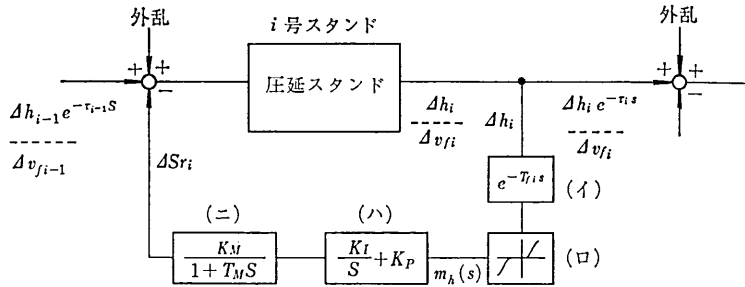 外乱
i 号スタンド
外乱
+ +
−
圧延スタンド
+ +
−
Δh_{i−1}e^{−τ_{i−1}S}
Δv_{fi−1}
Δh_i
Δv_{fi}
Δh_i
Δh_i e^{−τ_i s}
Δv_{fi}
ΔSr_i
e^{−T_{fi}s}
(イ)
(ニ)
(ハ)
K_M / 1+T_M S
K_I / S + K_P
m_h(s)
(ロ)